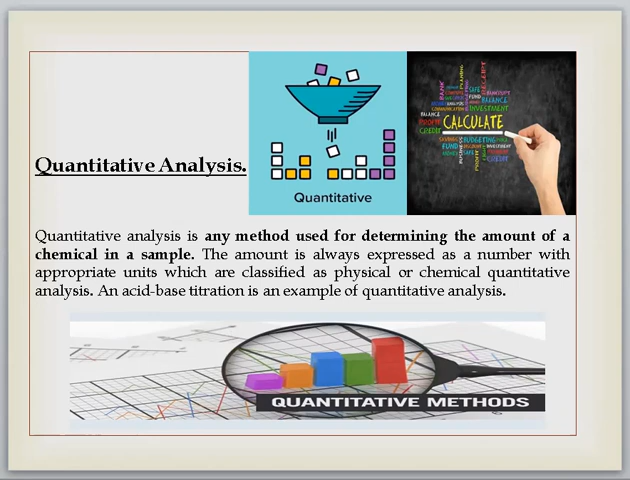 Quantitative Analysis.
Quantitative
CALCULATE
Quantitative analysis is any method used for determining the amount of a
chemical in a sample. The amount is always expressed as a number with
appropriate units which are classified as physical or chemical quantitative
analysis. An acid-base titration is an example of quantitative analysis.
QUANTITATIVE METHODS